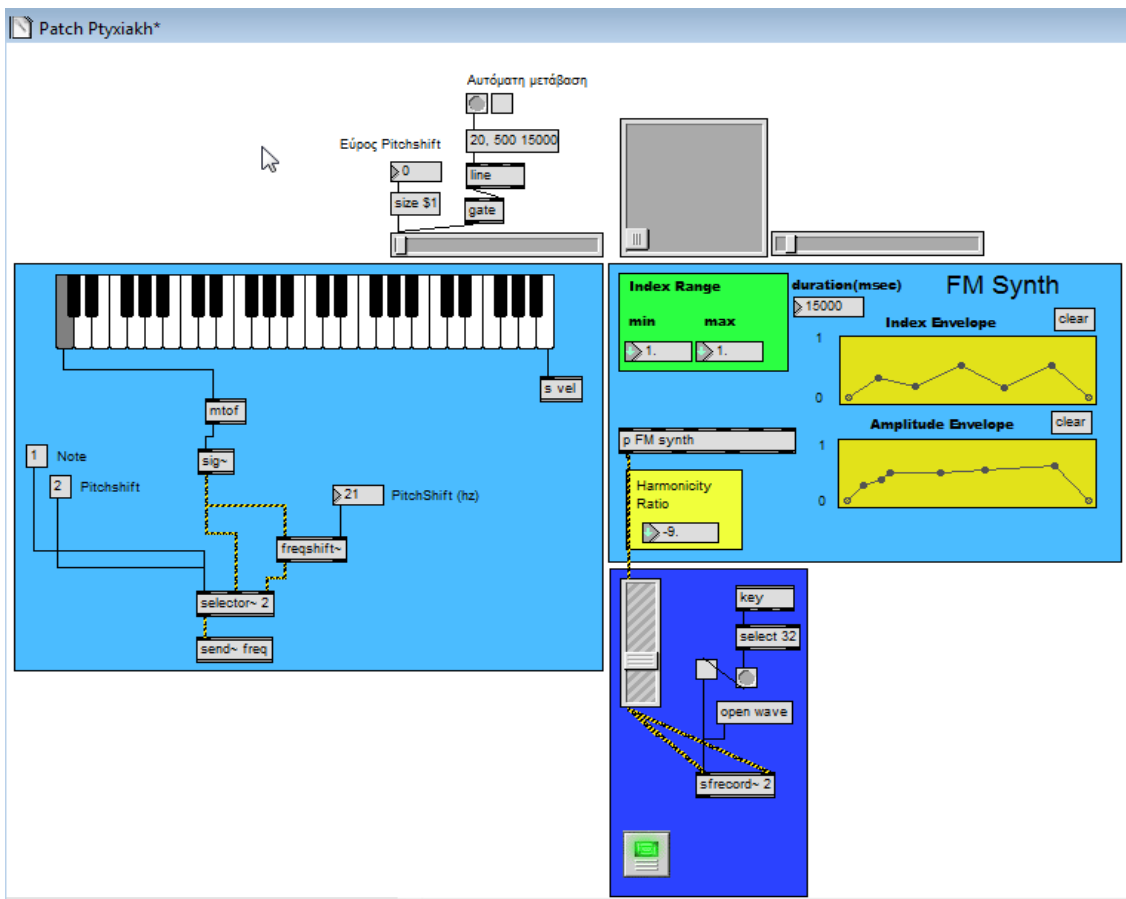 Patch Ptyxiakh*
Αυτόματη μετάβαση
Εύρος Pitchshift
20, 500 15000
0
line
size $1
gate
s vel
mtof
1 Note
sig~
2 Pitchshift
21 PitchShift (hz)
freqshift~
selector~ 2
send~ freq
Index Range
min max
1. 1.
duration(msec)
15000
FM Synth
Index Envelope
clear
1
0
p FM synth
Amplitude Envelope
clear
1
0
Harmonicity
Ratio
-9.
key
select 32
open wave
sfrecord~ 2